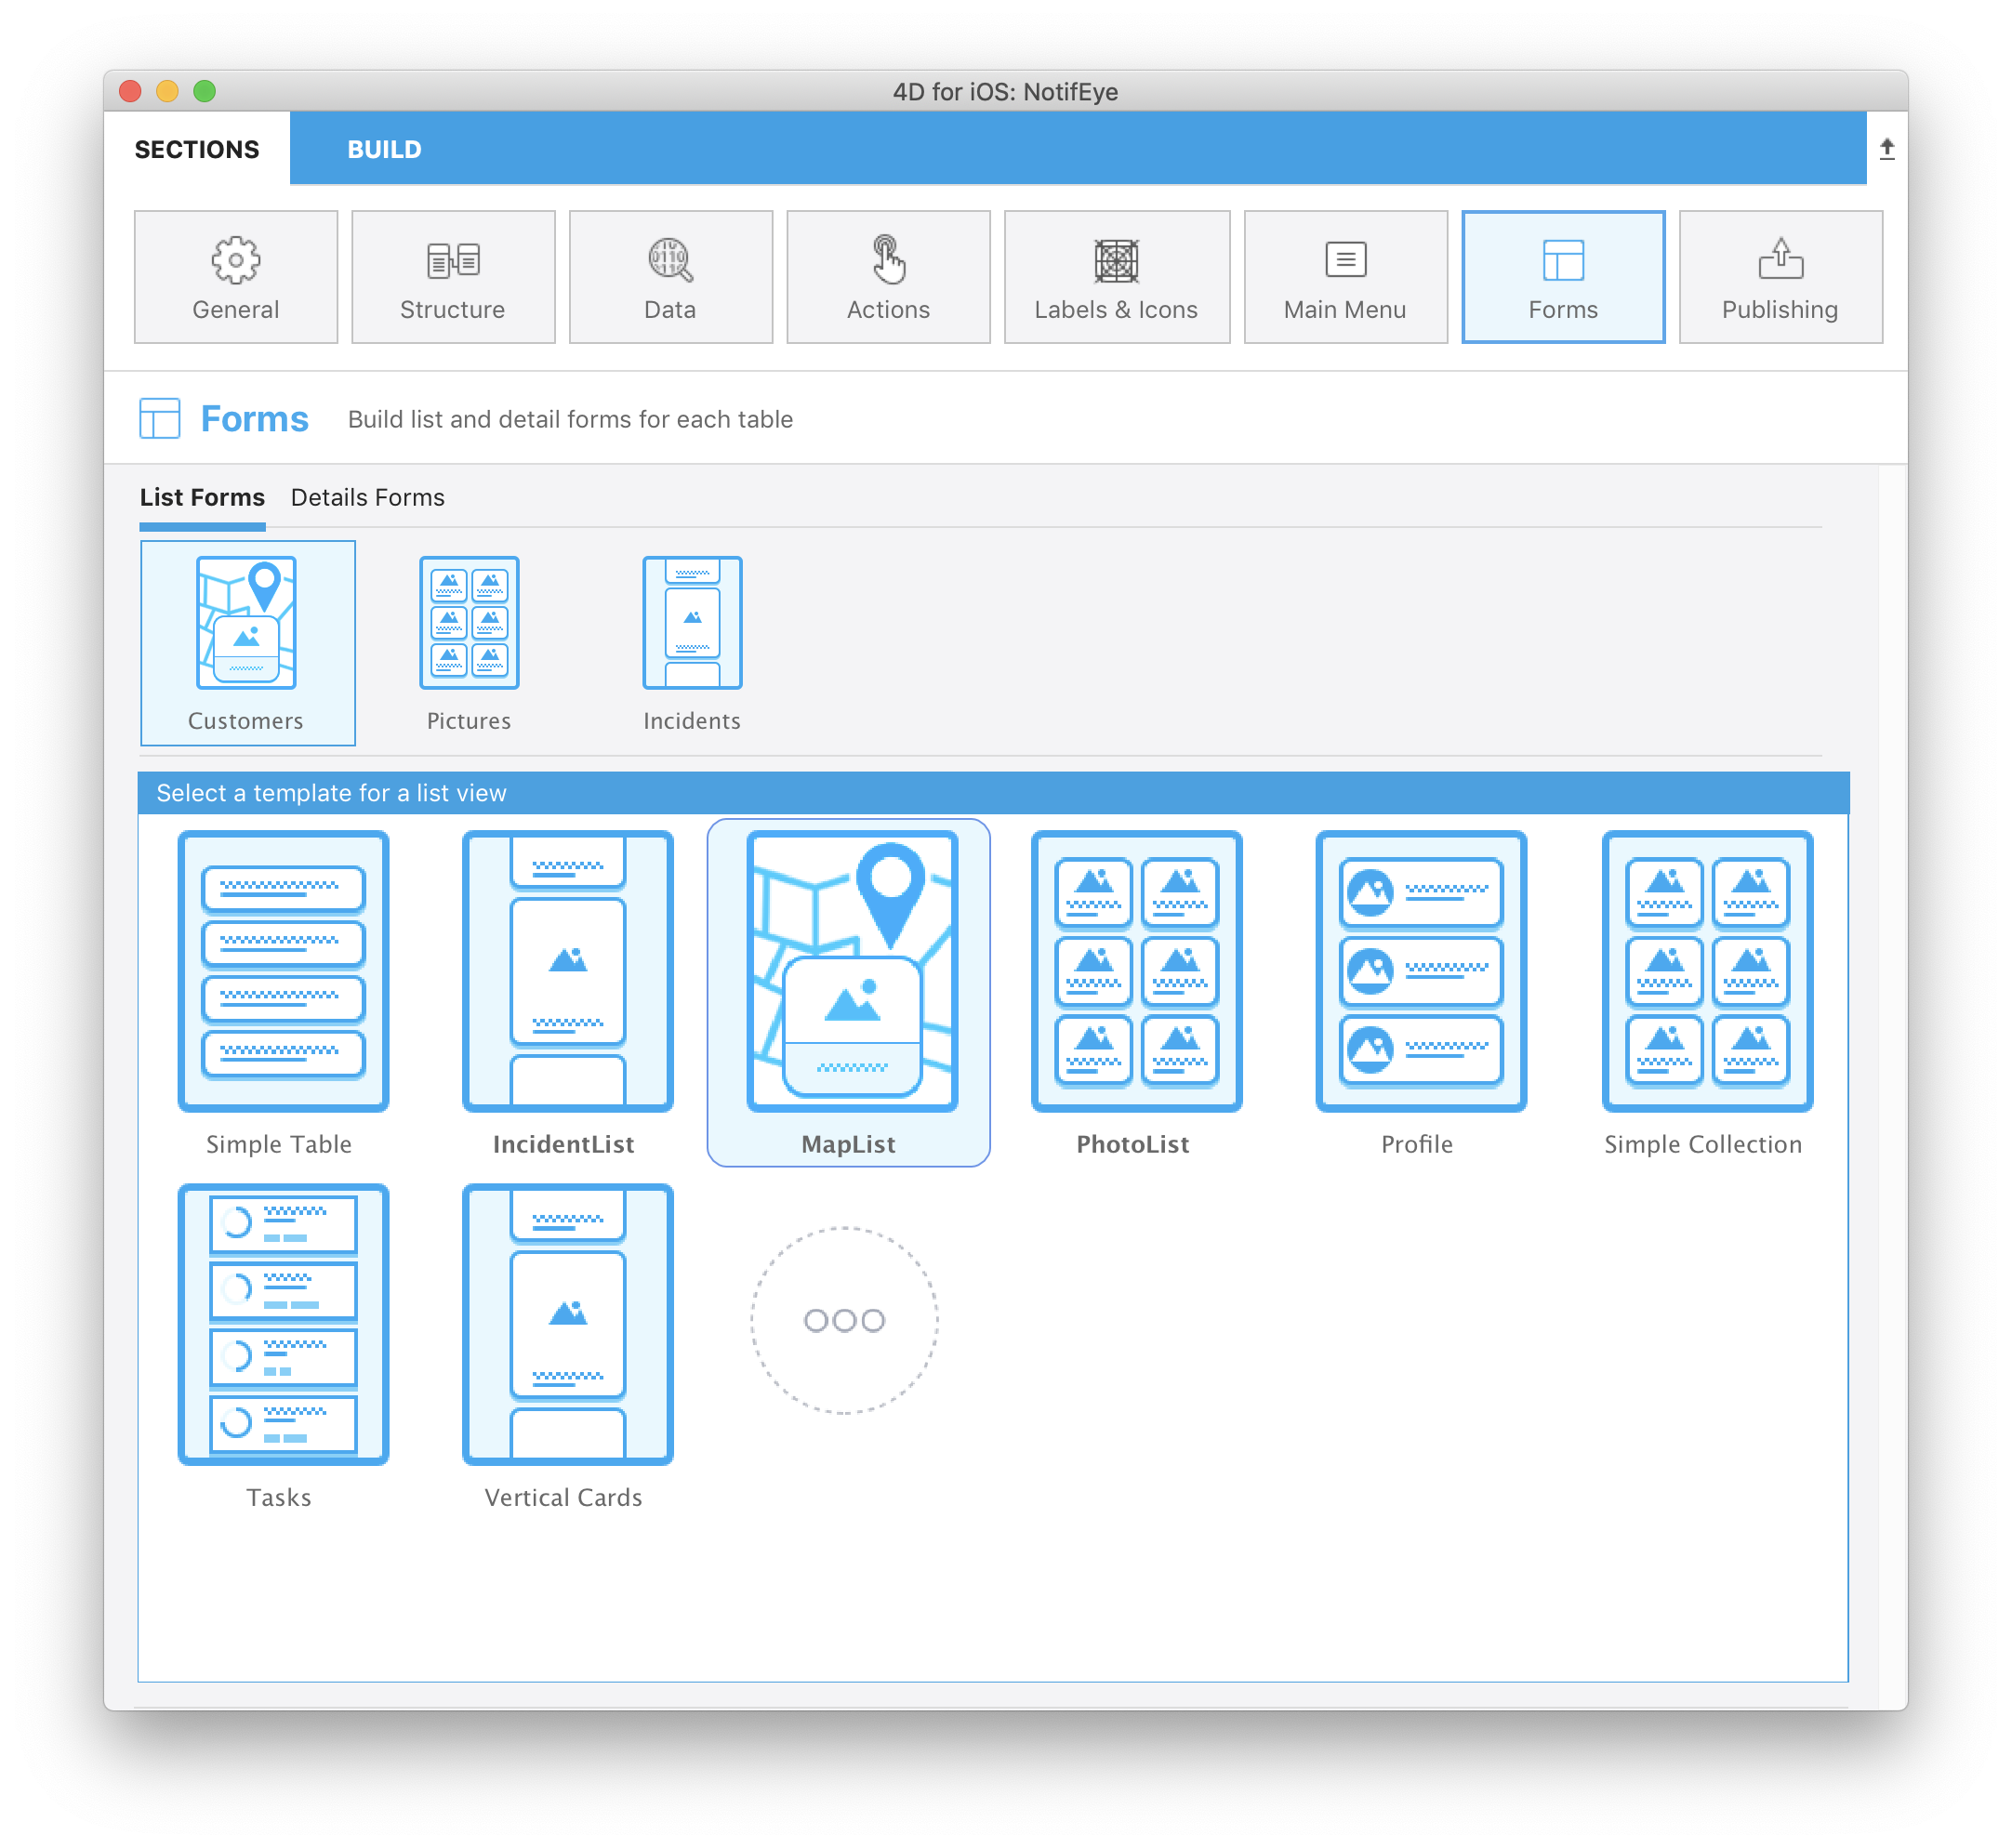 4D for iOS: NotifEye
SECTIONS BUILD
General Structure Data Actions Labels & Icons Main Menu Forms Publishing
Forms Build list and detail forms for each table
List Forms Details Forms
Customers Pictures Incidents
Select a template for a list view
Simple Table IncidentList MapList PhotoList Profile Simple Collection
Tasks Vertical Cards